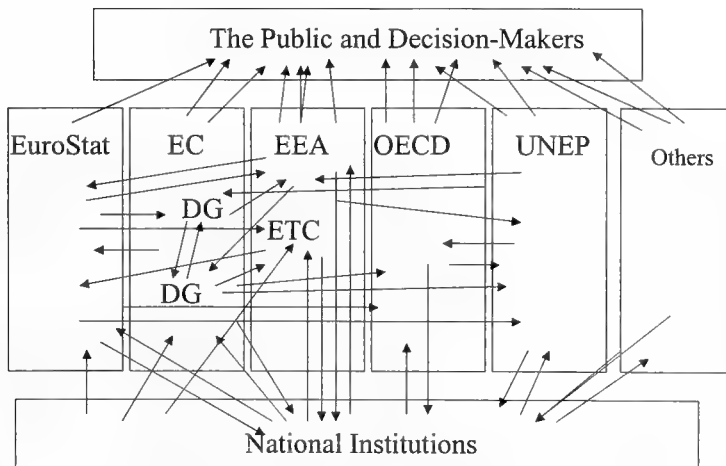 The Public and Decision-Makers
EuroStat EC EEA OECD UNEP Others
DG
ETC
DG
National Institutions